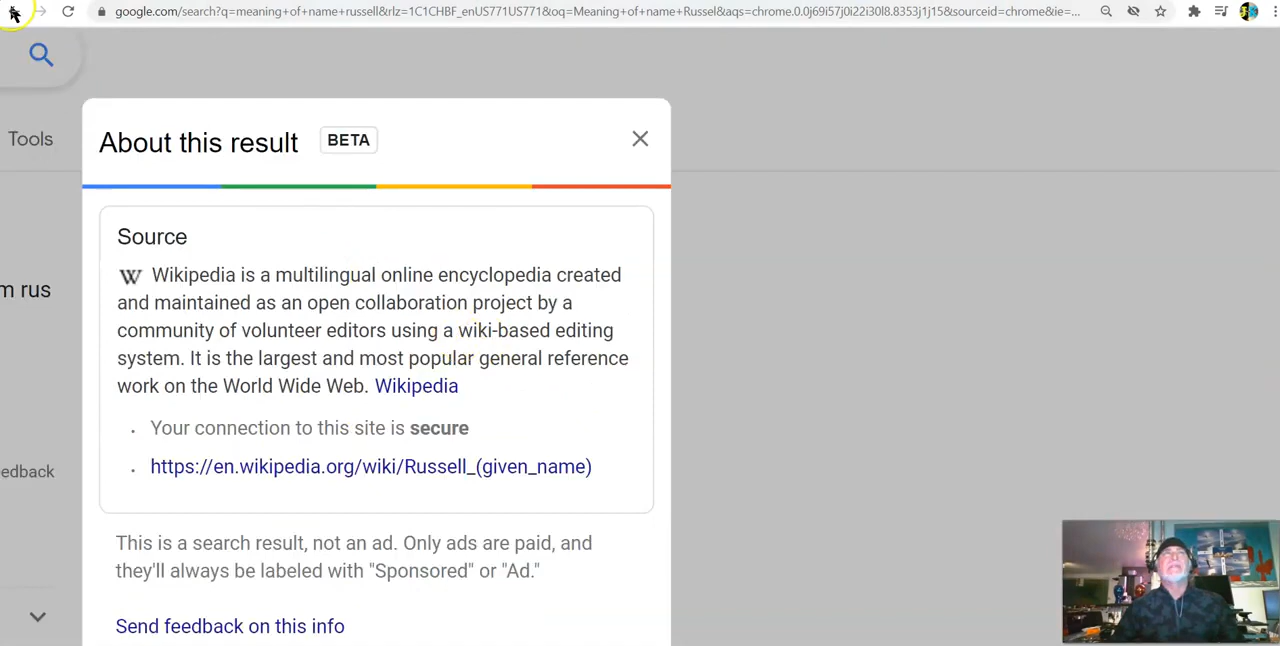 google.com/search?q=meaning+of+name+russell&rlz=1C1CHBF_enUS771US771&oq=Meaning+of+name+Russel&aqs=chrome.0.0j69i57j0i22i30l8.8353j1j15&sourceid=chrome&ie=...
Tools
About this result BETA
Source
W Wikipedia is a multilingual online encyclopedia created
and maintained as an open collaboration project by a
community of volunteer editors using a wiki-based editing
system. It is the largest and most popular general reference
work on the World Wide Web. Wikipedia
m rus
Your connection to this site is secure
https://en.wikipedia.org/wiki/Russell_(given_name)
eedback
This is a search result, not an ad. Only ads are paid, and
they'll always be labeled with "Sponsored" or "Ad."
Send feedback on this info